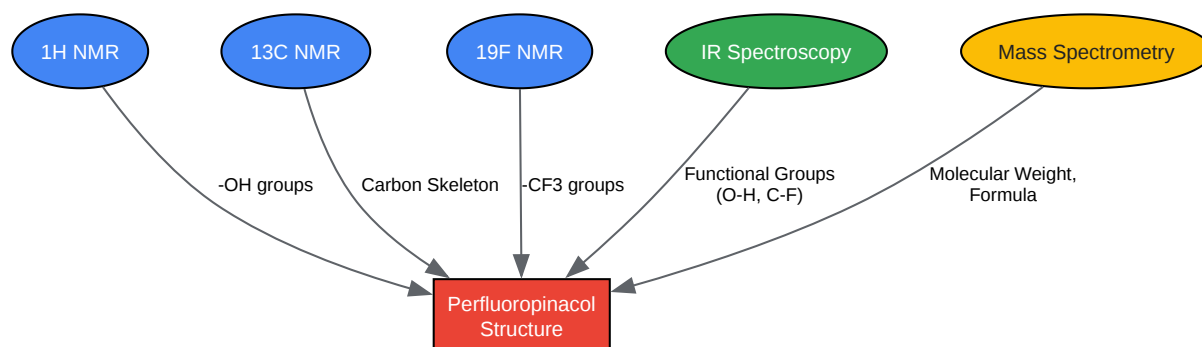 1H NMR
13C NMR
19F NMR
IR Spectroscopy
Mass Spectrometry
-OH groups
Carbon Skeleton
-CF3 groups
Functional Groups
(O-H, C-F)
Molecular Weight,
Formula
Perfluoropinacol
Structure